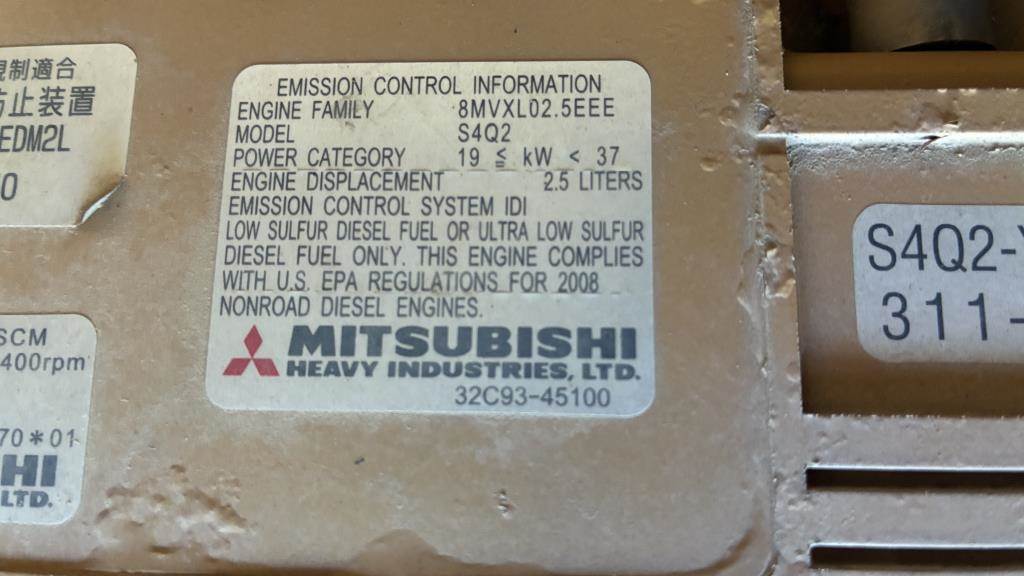 規制適合
防止装置
EDM2L
0
SCM
400rpm
70*01
HI
LTD.
EMISSION CONTROL INFORMATION
ENGINE FAMILY 8MVXL02.5EEE
MODEL S4Q2
POWER CATEGORY 19 ≤ kW < 37
ENGINE DISPLACEMENT 2.5 LITERS
EMISSION CONTROL SYSTEM IDI
LOW SULFUR DIESEL FUEL OR ULTRA LOW SULFUR
DIESEL FUEL ONLY. THIS ENGINE COMPLIES
WITH U.S. EPA REGULATIONS FOR 2008
NONROAD DIESEL ENGINES.
MITSUBISHI
HEAVY INDUSTRIES, LTD.
32C93-45100
S4Q2-
311-